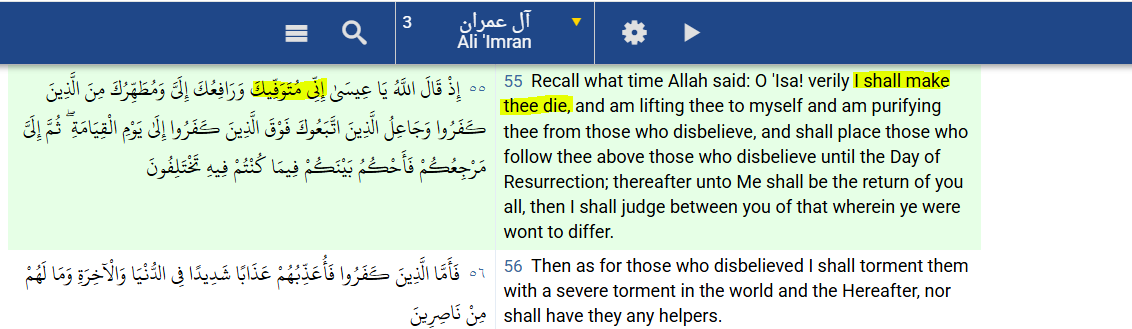 3
آل عمران
Ali 'Imran
٥٥ إِذْ قَالَ اللَّهُ يَا عِيسَىٰ إِنِّي مُتَوَفِّيكَ وَرَافِعُكَ إِلَيَّ وَمُطَهِّرُكَ مِنَ الَّذِينَ
كَفَرُوا وَجَاعِلُ الَّذِينَ اتَّبَعُوكَ فَوْقَ الَّذِينَ كَفَرُوا إِلَىٰ يَوْمِ الْقِيَامَةِ ۖ ثُمَّ إِلَيَّ
مَرْجِعُكُمْ فَأَحْكُمُ بَيْنَكُمْ فِيمَا كُنْتُمْ فِيهِ تَخْتَلِفُونَ
55 Recall what time Allah said: O 'Isa! verily I shall make
thee die, and am lifting thee to myself and am purifying
thee from those who disbelieve, and shall place those who
follow thee above those who disbelieve until the Day of
Resurrection; thereafter unto Me shall be the return of you
all, then I shall judge between you of that wherein ye were
wont to differ.
٥٦ فَأَمَّا الَّذِينَ كَفَرُوا فَأُعَذِّبُهُمْ عَذَابًا شَدِيدًا فِي الدُّنْيَا وَالْآخِرَةِ وَمَا لَهُمْ
مِنْ نَاصِرِينَ
56 Then as for those who disbelieved I shall torment them
with a severe torment in the world and the Hereafter, nor
shall have they any helpers.